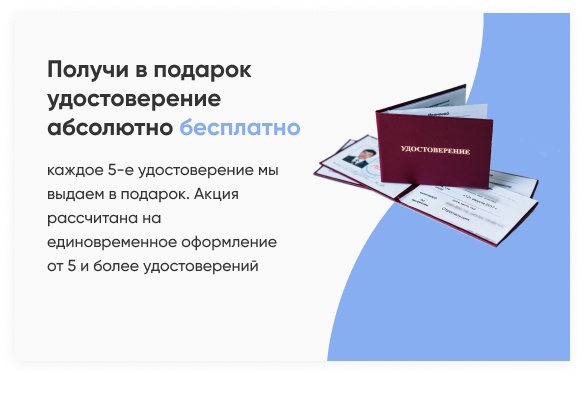 Получи в подарок
удостоверение
абсолютно бесплатно
каждое 5-е удостоверение мы
выдаем в подарок. Акция
рассчитана на
единовременное оформление
от 5 и более удостоверений
УДОСТОВЕРЕНИЕ